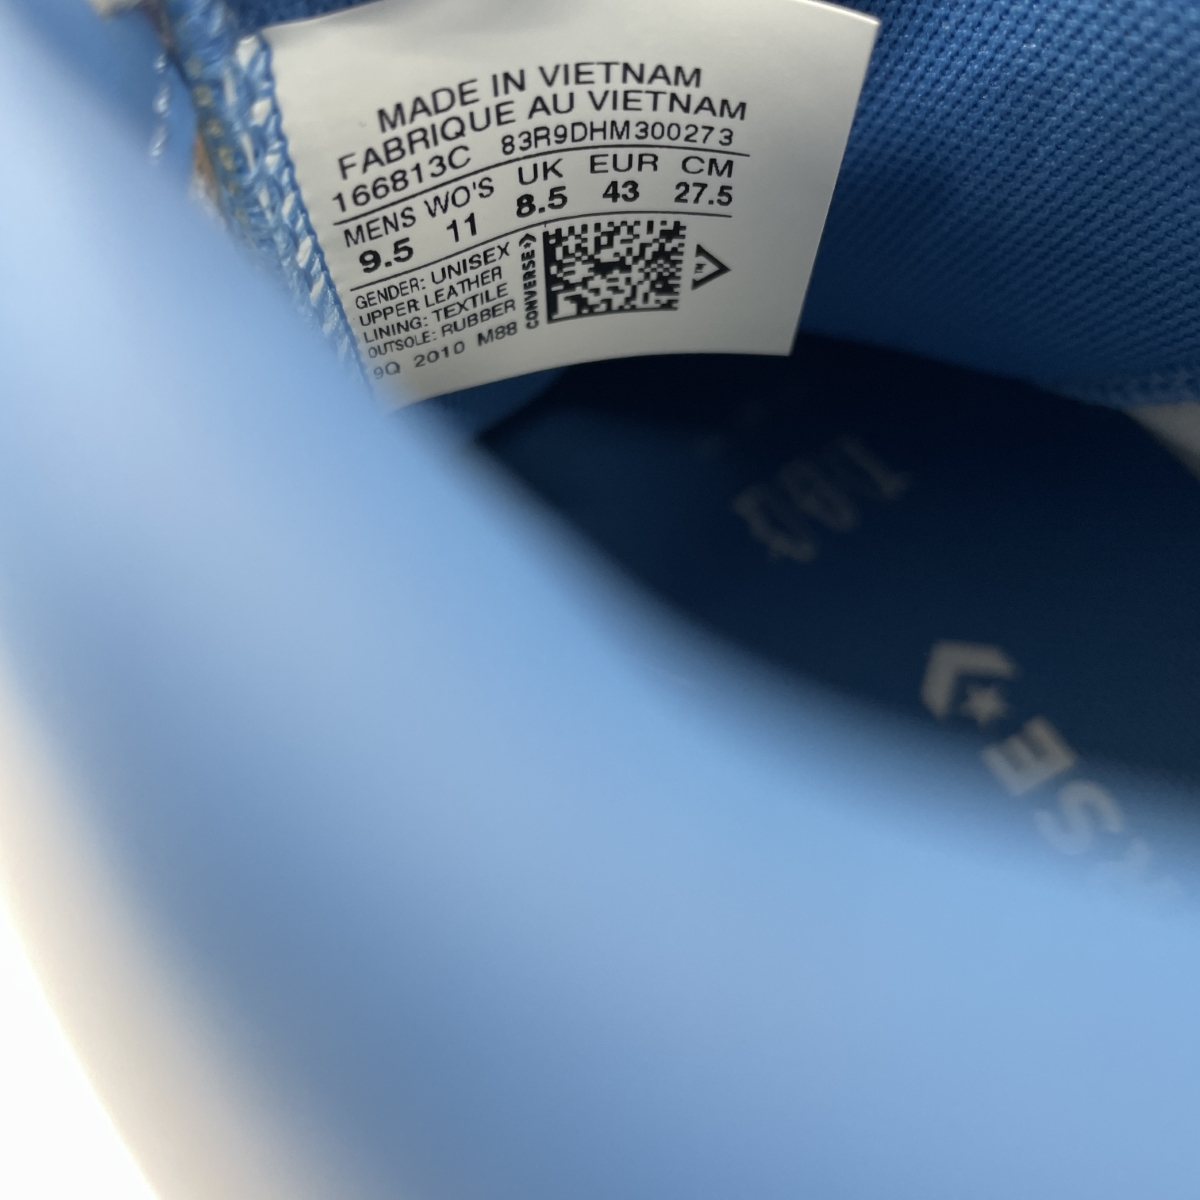 MADE IN VIETNAM
FABRIQUE AU VIETNAM
166813C 83R9DHM300273
MENS WO'S UK EUR CM
9.5 11 8.5 43 27.5
GENDER: UNISEX
UPPER LEATHER
LINING: TEXTILE
OUTSOLE: RUBBER
9Q 2010 M88
CONVERSE